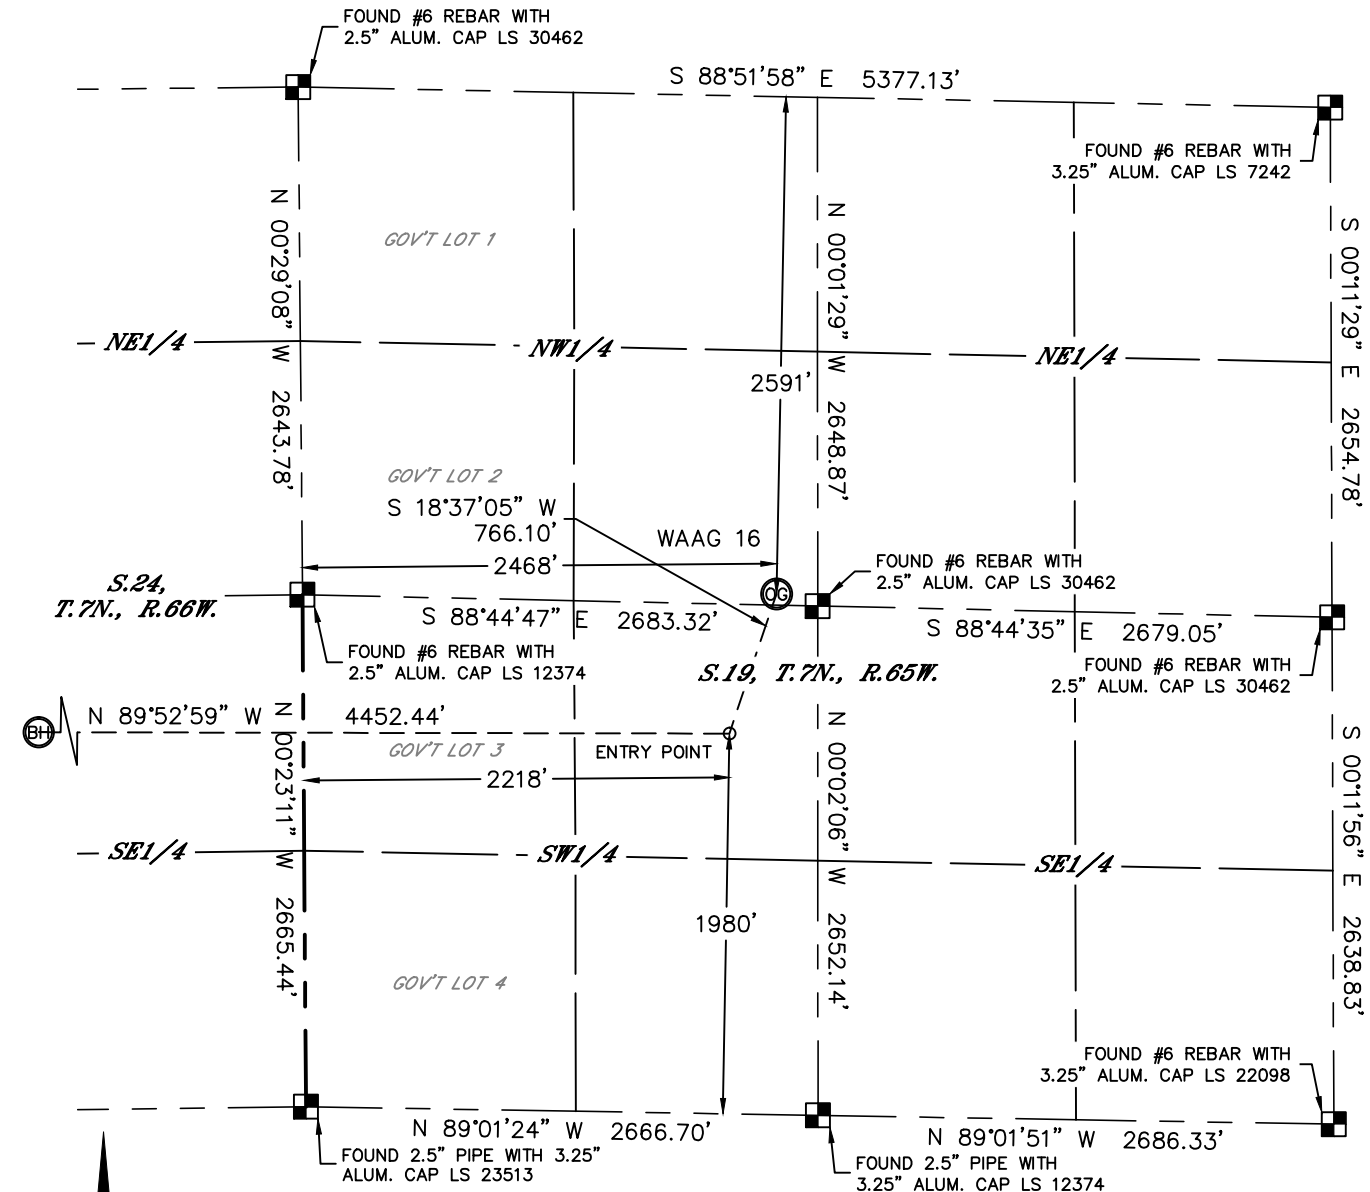 FOUND #6 REBAR WITH
2.5" ALUM. CAP LS 30462
S 88°51'58" E 5377.13'
FOUND #6 REBAR WITH
3.25" ALUM. CAP LS 7242
N 00°29'08" W 2643.78'
GOV'T LOT 1
N 00°01'29" W 2648.87'
S 00°11'29" E 2654.78'
NE1/4
NW1/4
NE1/4
2591'
GOV'T LOT 2
S 18°37'05" W
766.10'
WAAG 16
2468'
OG
FOUND #6 REBAR WITH
2.5" ALUM. CAP LS 30462
S.24,
T.7N., R.66W.
S 88°44'47" E 2683.32'
S 88°44'35" E 2679.05'
FOUND #6 REBAR WITH
2.5" ALUM. CAP LS 12374
S.19, T.7N., R.65W.
FOUND #6 REBAR WITH
2.5" ALUM. CAP LS 30462
BH
N 89°52'59" W 4452.44'
N 00°23'11" W 2665.44'
GOV'T LOT 3
ENTRY POINT
2218'
N 00°02'06" W 2652.14'
S 00°11'56" E 2638.83'
SE1/4
SW1/4
SE1/4
1980'
GOV'T LOT 4
FOUND #6 REBAR WITH
3.25" ALUM. CAP LS 22098
N 89°01'24" W 2666.70'
N 89°01'51" W 2686.33'
FOUND 2.5" PIPE WITH 3.25"
ALUM. CAP LS 23513
FOUND 2.5" PIPE WITH
3.25" ALUM. CAP LS 12374